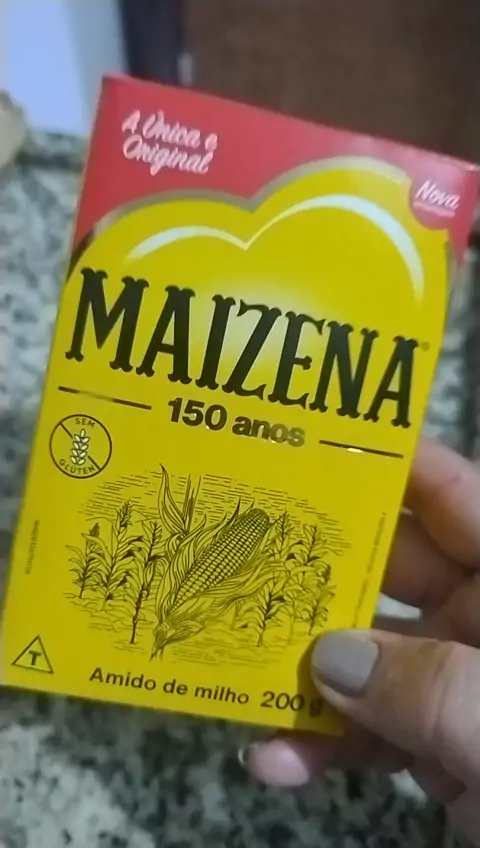 A Única e
Original
Nova
MAIZENA
150 anos
SEM
GLÚTEN
T
Amido de milho 200 g